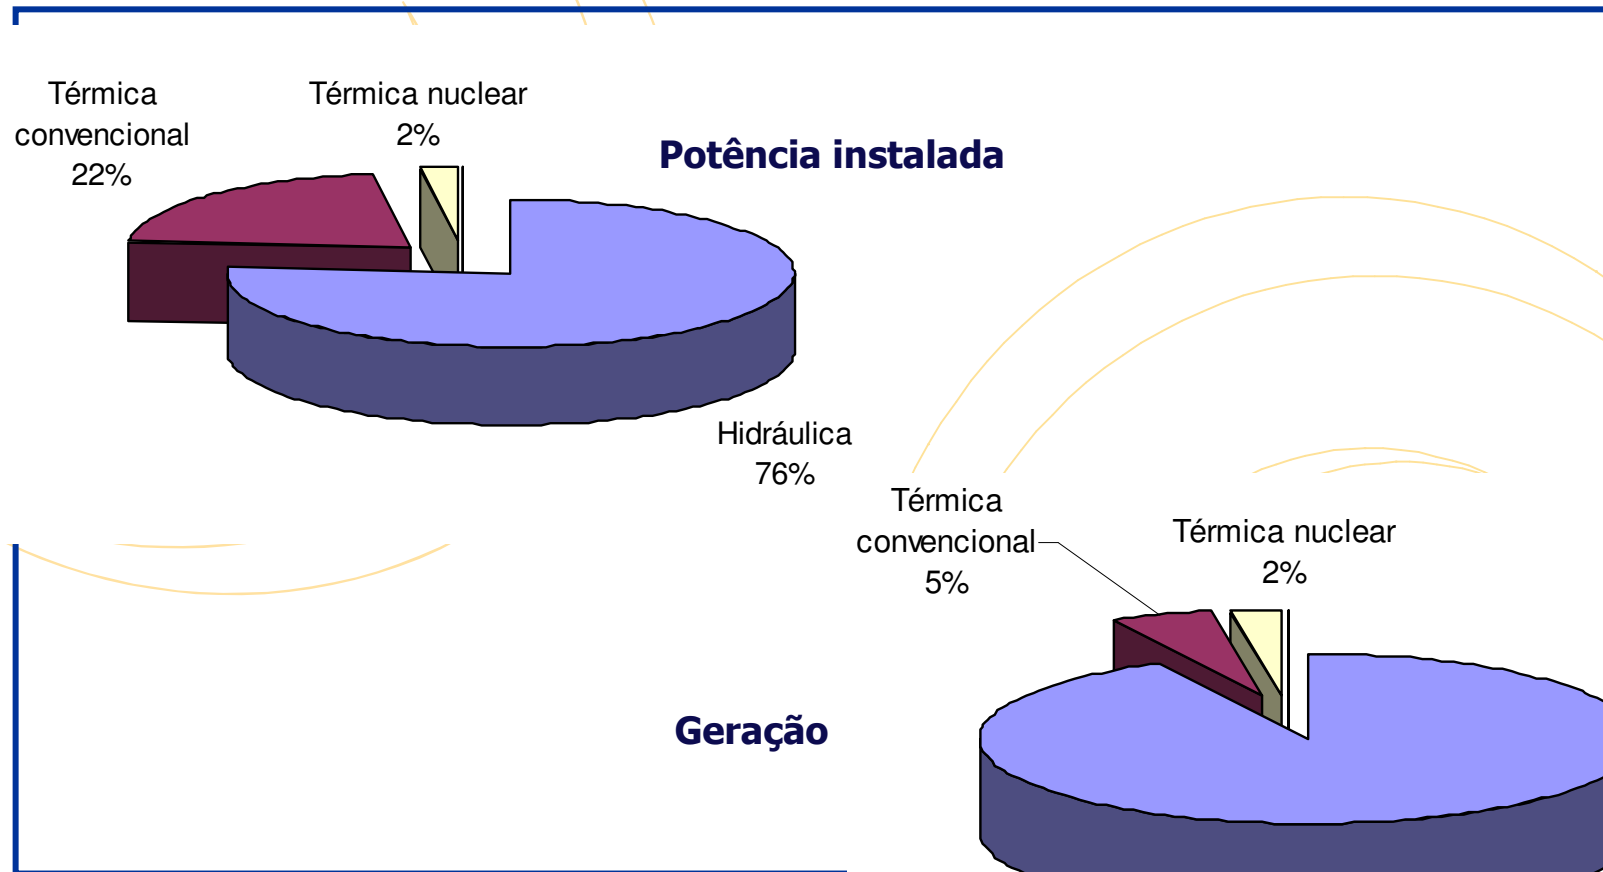 Térmica
convencional
22%
Térmica nuclear
2%
Potência instalada
Hidráulica
76%
Térmica
convencional
5%
Térmica nuclear
2%
Geração